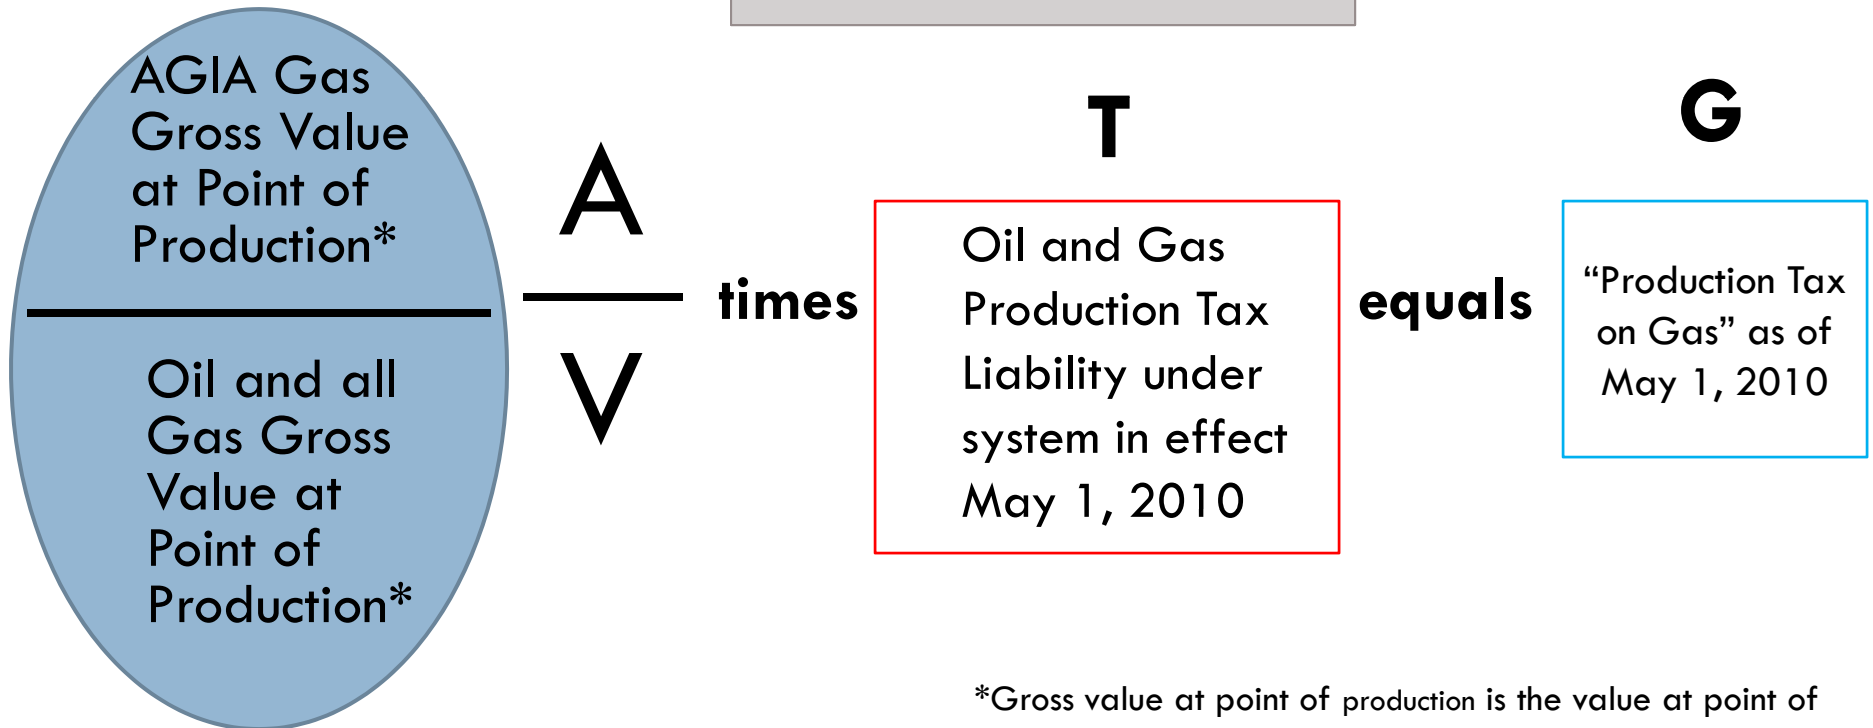 AGIA Gas
Gross Value
at Point of
Production*
Oil and all
Gas Gross
Value at
Point of
Production*
A
V
times
T
Oil and Gas
Production Tax
Liability under
system in effect
May 1, 2010
equals
G
“Production Tax
on Gas” as of
May 1, 2010
*Gross value at point of production is the value at point of